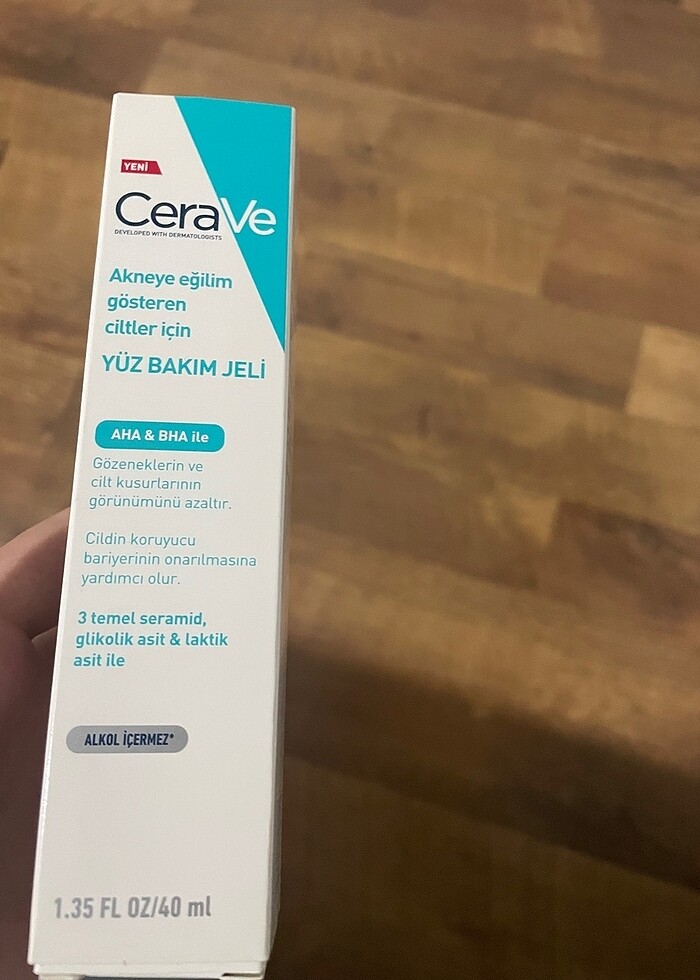 YENİ
CeraVe
DEVELOPED WITH DERMATOLOGISTS
Akneye eğilim
gösteren
ciltler için
YÜZ BAKIM JELİ
AHA & BHA ile
Gözeneklerin ve
cilt kusurlarının
görünümünü azaltır.
Cildin koruyucu
bariyerinin onarılmasına
yardımcı olur.
3 temel seramid,
glikolik asit & laktik
asit ile
ALKOL İÇERMEZ*
1.35 FL OZ/40 ml